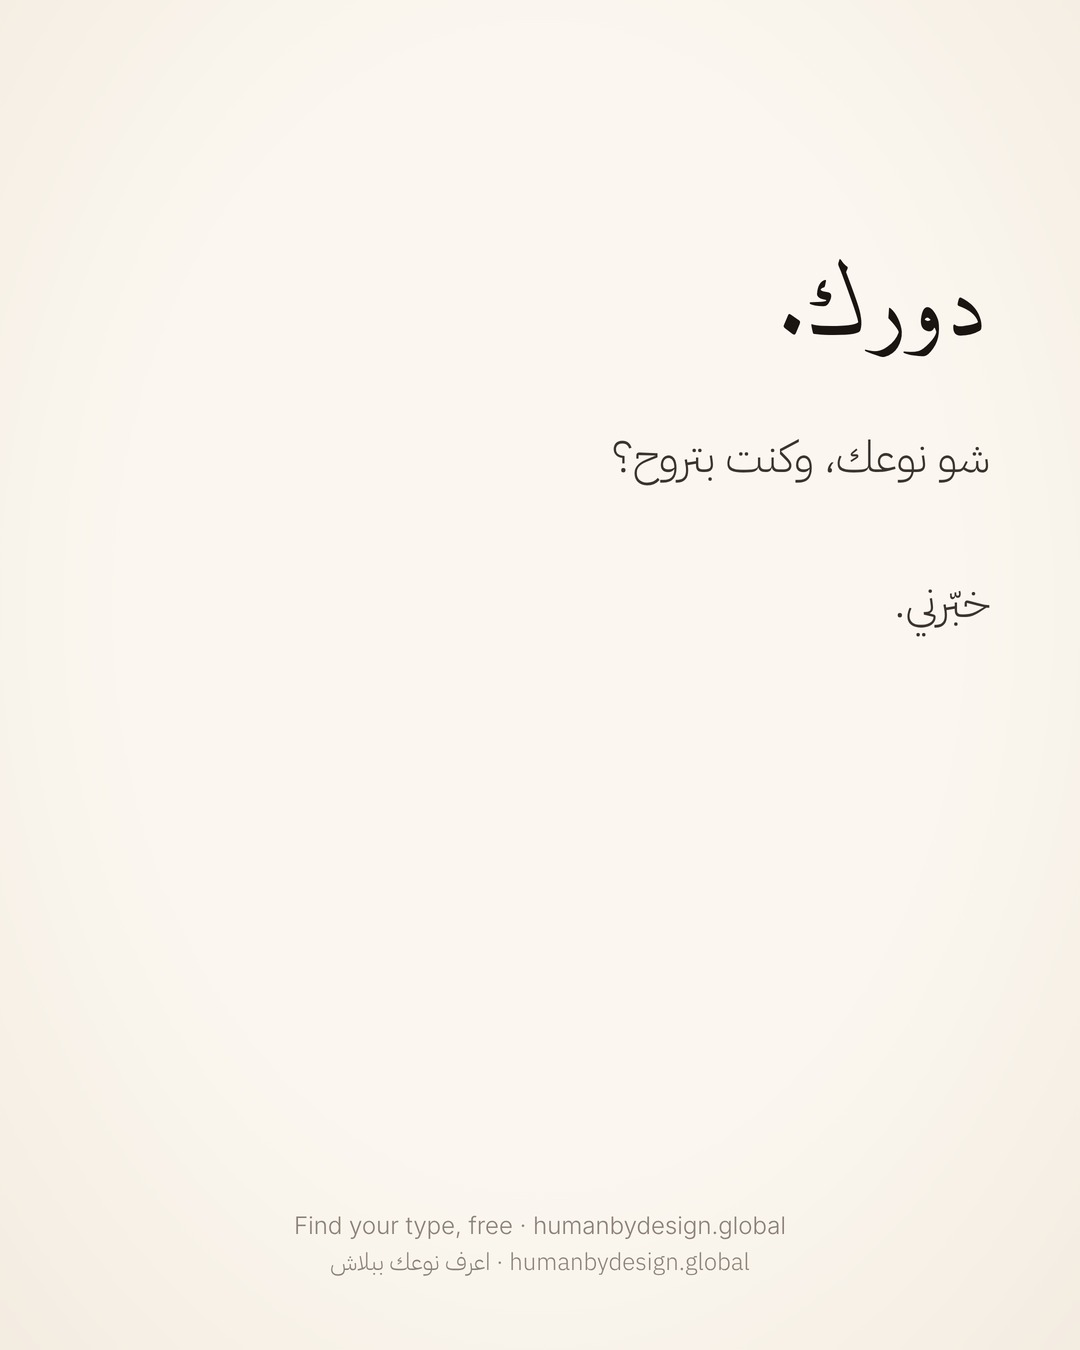 دورك.
شو نوعك، وكنت بتروح؟
خبّرني.
Find your type, free · humanbydesign.global
اعرف نوعك ببلاش · humanbydesign.global